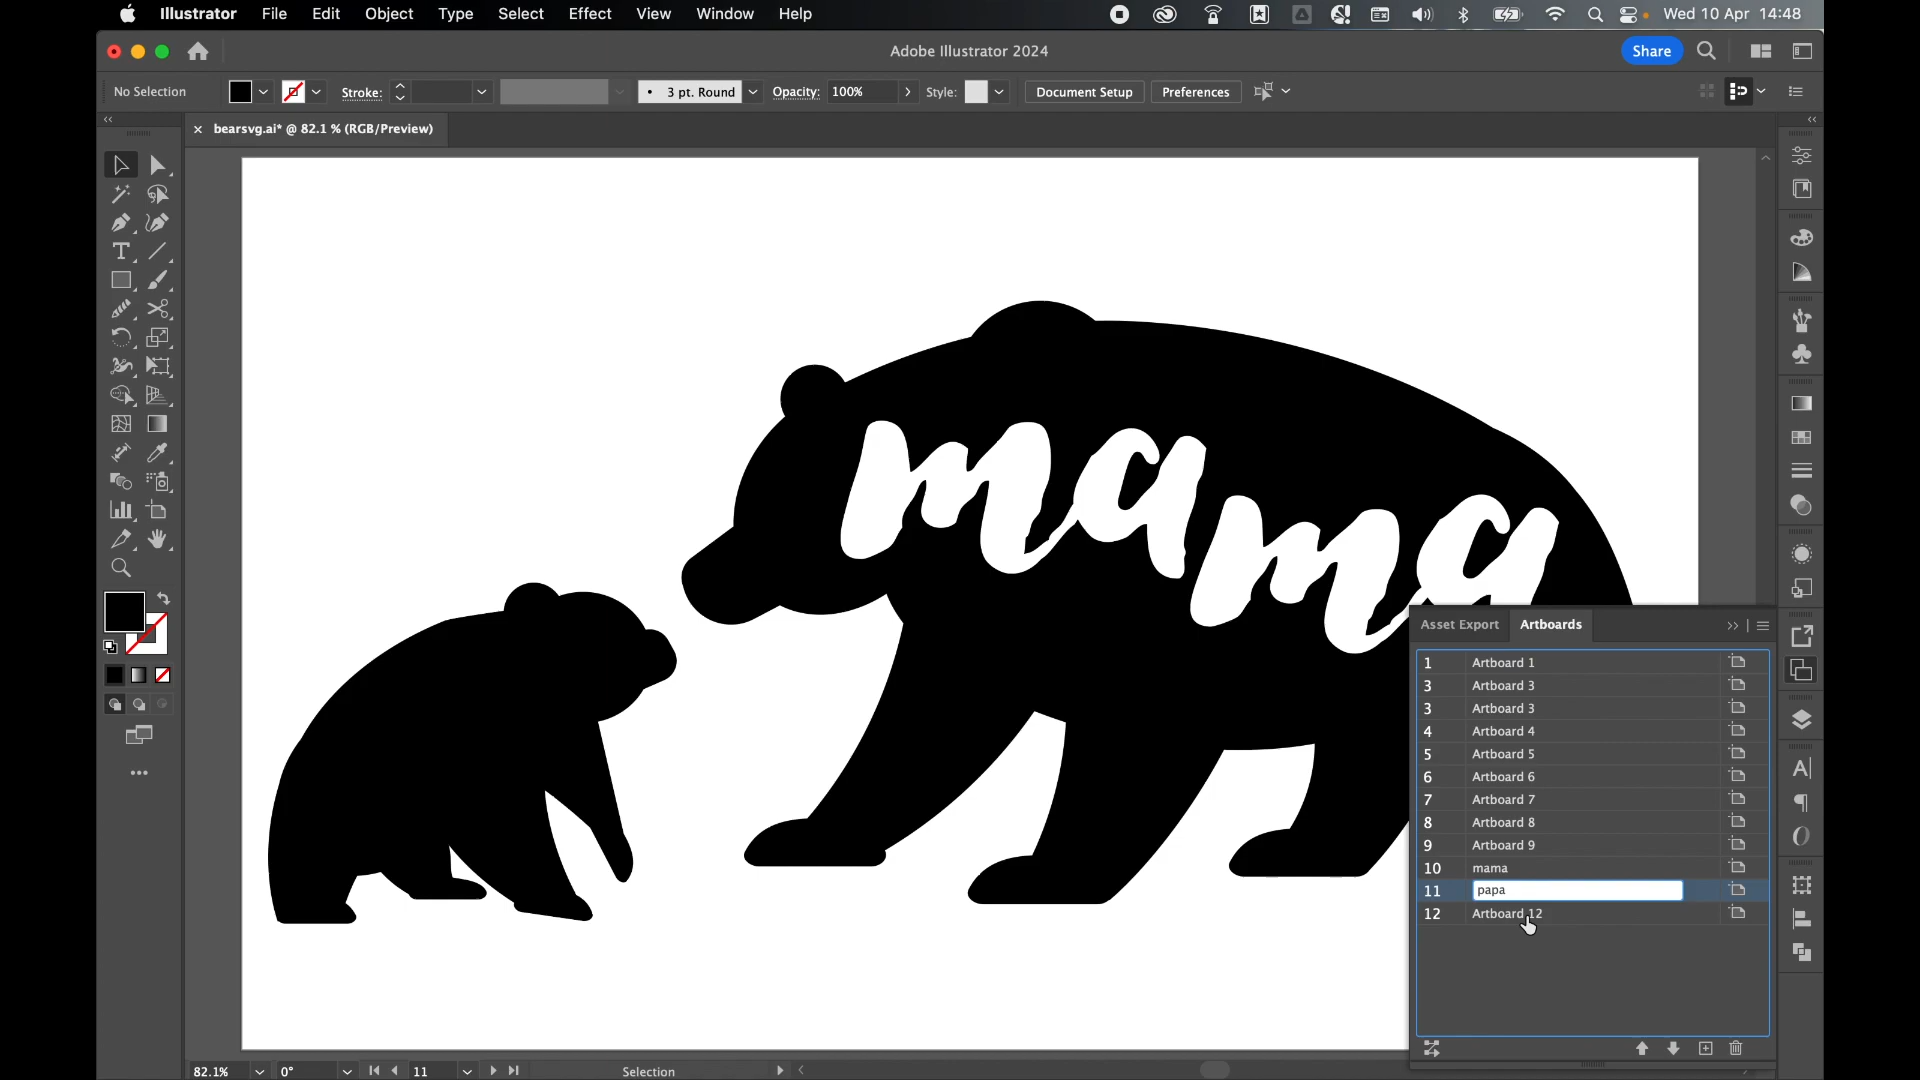 Illustrator File Edit Object Type Select Effect View Window Help Wed 10 Apr 14:48
Adobe Illustrator 2024
Share
No Selection Stroke: 3 pt. Round Opacity: 100% Style: Document Setup Preferences
bearsvg.ai* @ 82.1 % (RGB/Preview)
mama
Asset Export Artboards
1 Artboard 1
3 Artboard 3
3 Artboard 3
4 Artboard 4
5 Artboard 5
6 Artboard 6
7 Artboard 7
8 Artboard 8
9 Artboard 9
10 mama
11 papa
12 Artboard 12
82.1% 0° 11 Selection